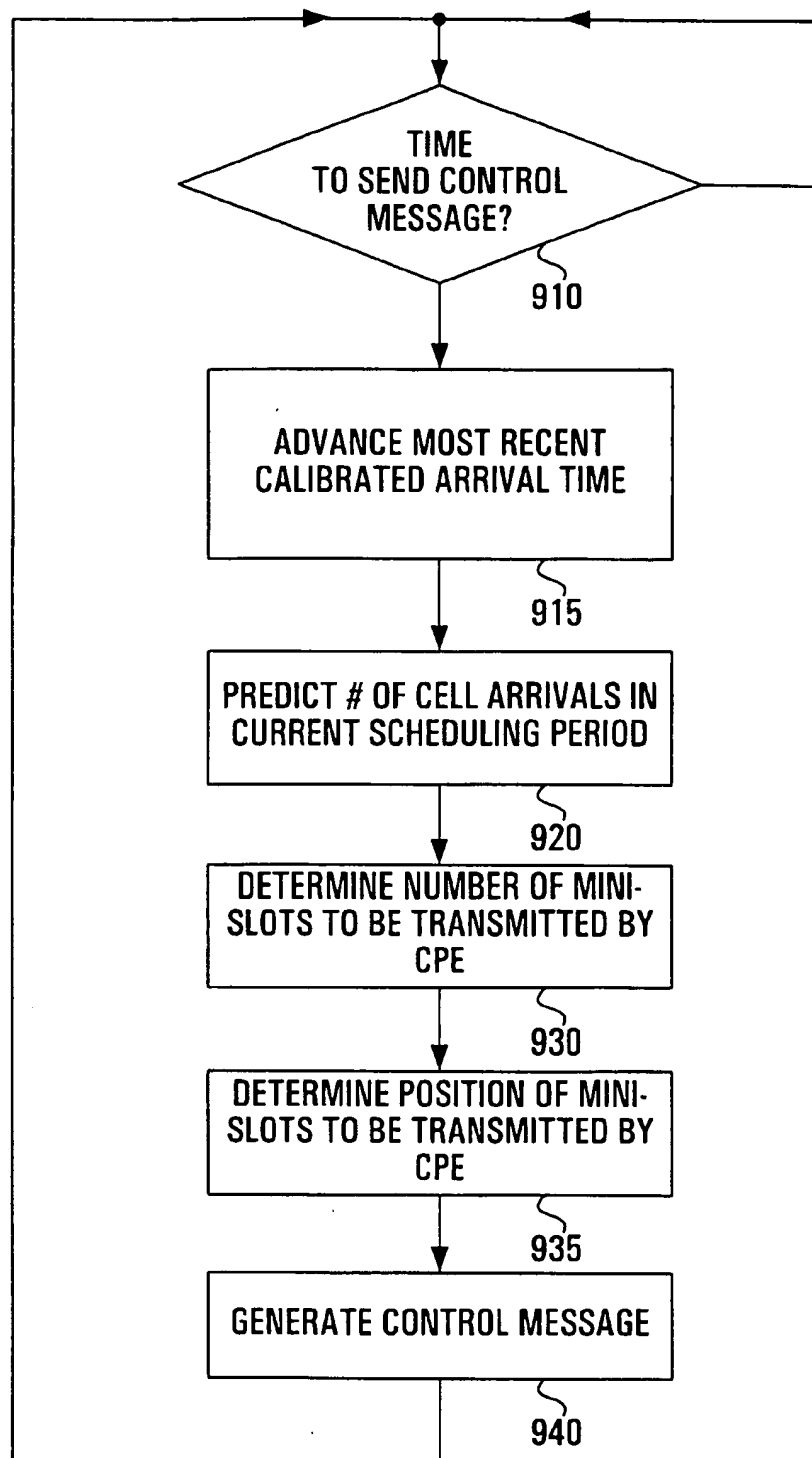 TIME
TO SEND CONTROL
MESSAGE?
910
ADVANCE MOST RECENT
CALIBRATED ARRIVAL TIME
915
PREDICT # OF CELL ARRIVALS IN
CURRENT SCHEDULING PERIOD
920
DETERMINE NUMBER OF MINI-
SLOTS TO BE TRANSMITTED BY
CPE
930
DETERMINE POSITION OF MINI-
SLOTS TO BE TRANSMITTED BY
CPE
935
GENERATE CONTROL MESSAGE
940